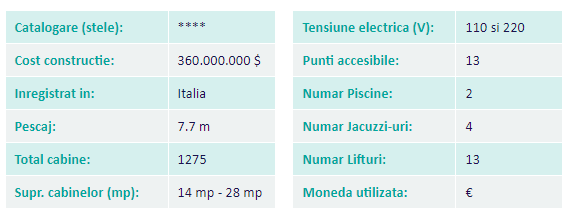 Catalogare (stele): ****
Cost constructie: 360.000.000 $
Inregistrat in: Italia
Pescaj: 7.7 m
Total cabine: 1275
Supr. cabinelor (mp): 14 mp - 28 mp
Tensiune electrica (V): 110 si 220
Punti accesibile: 13
Numar Piscine: 2
Numar Jacuzzi-uri: 4
Numar Lifturi: 13
Moneda utilizata: €